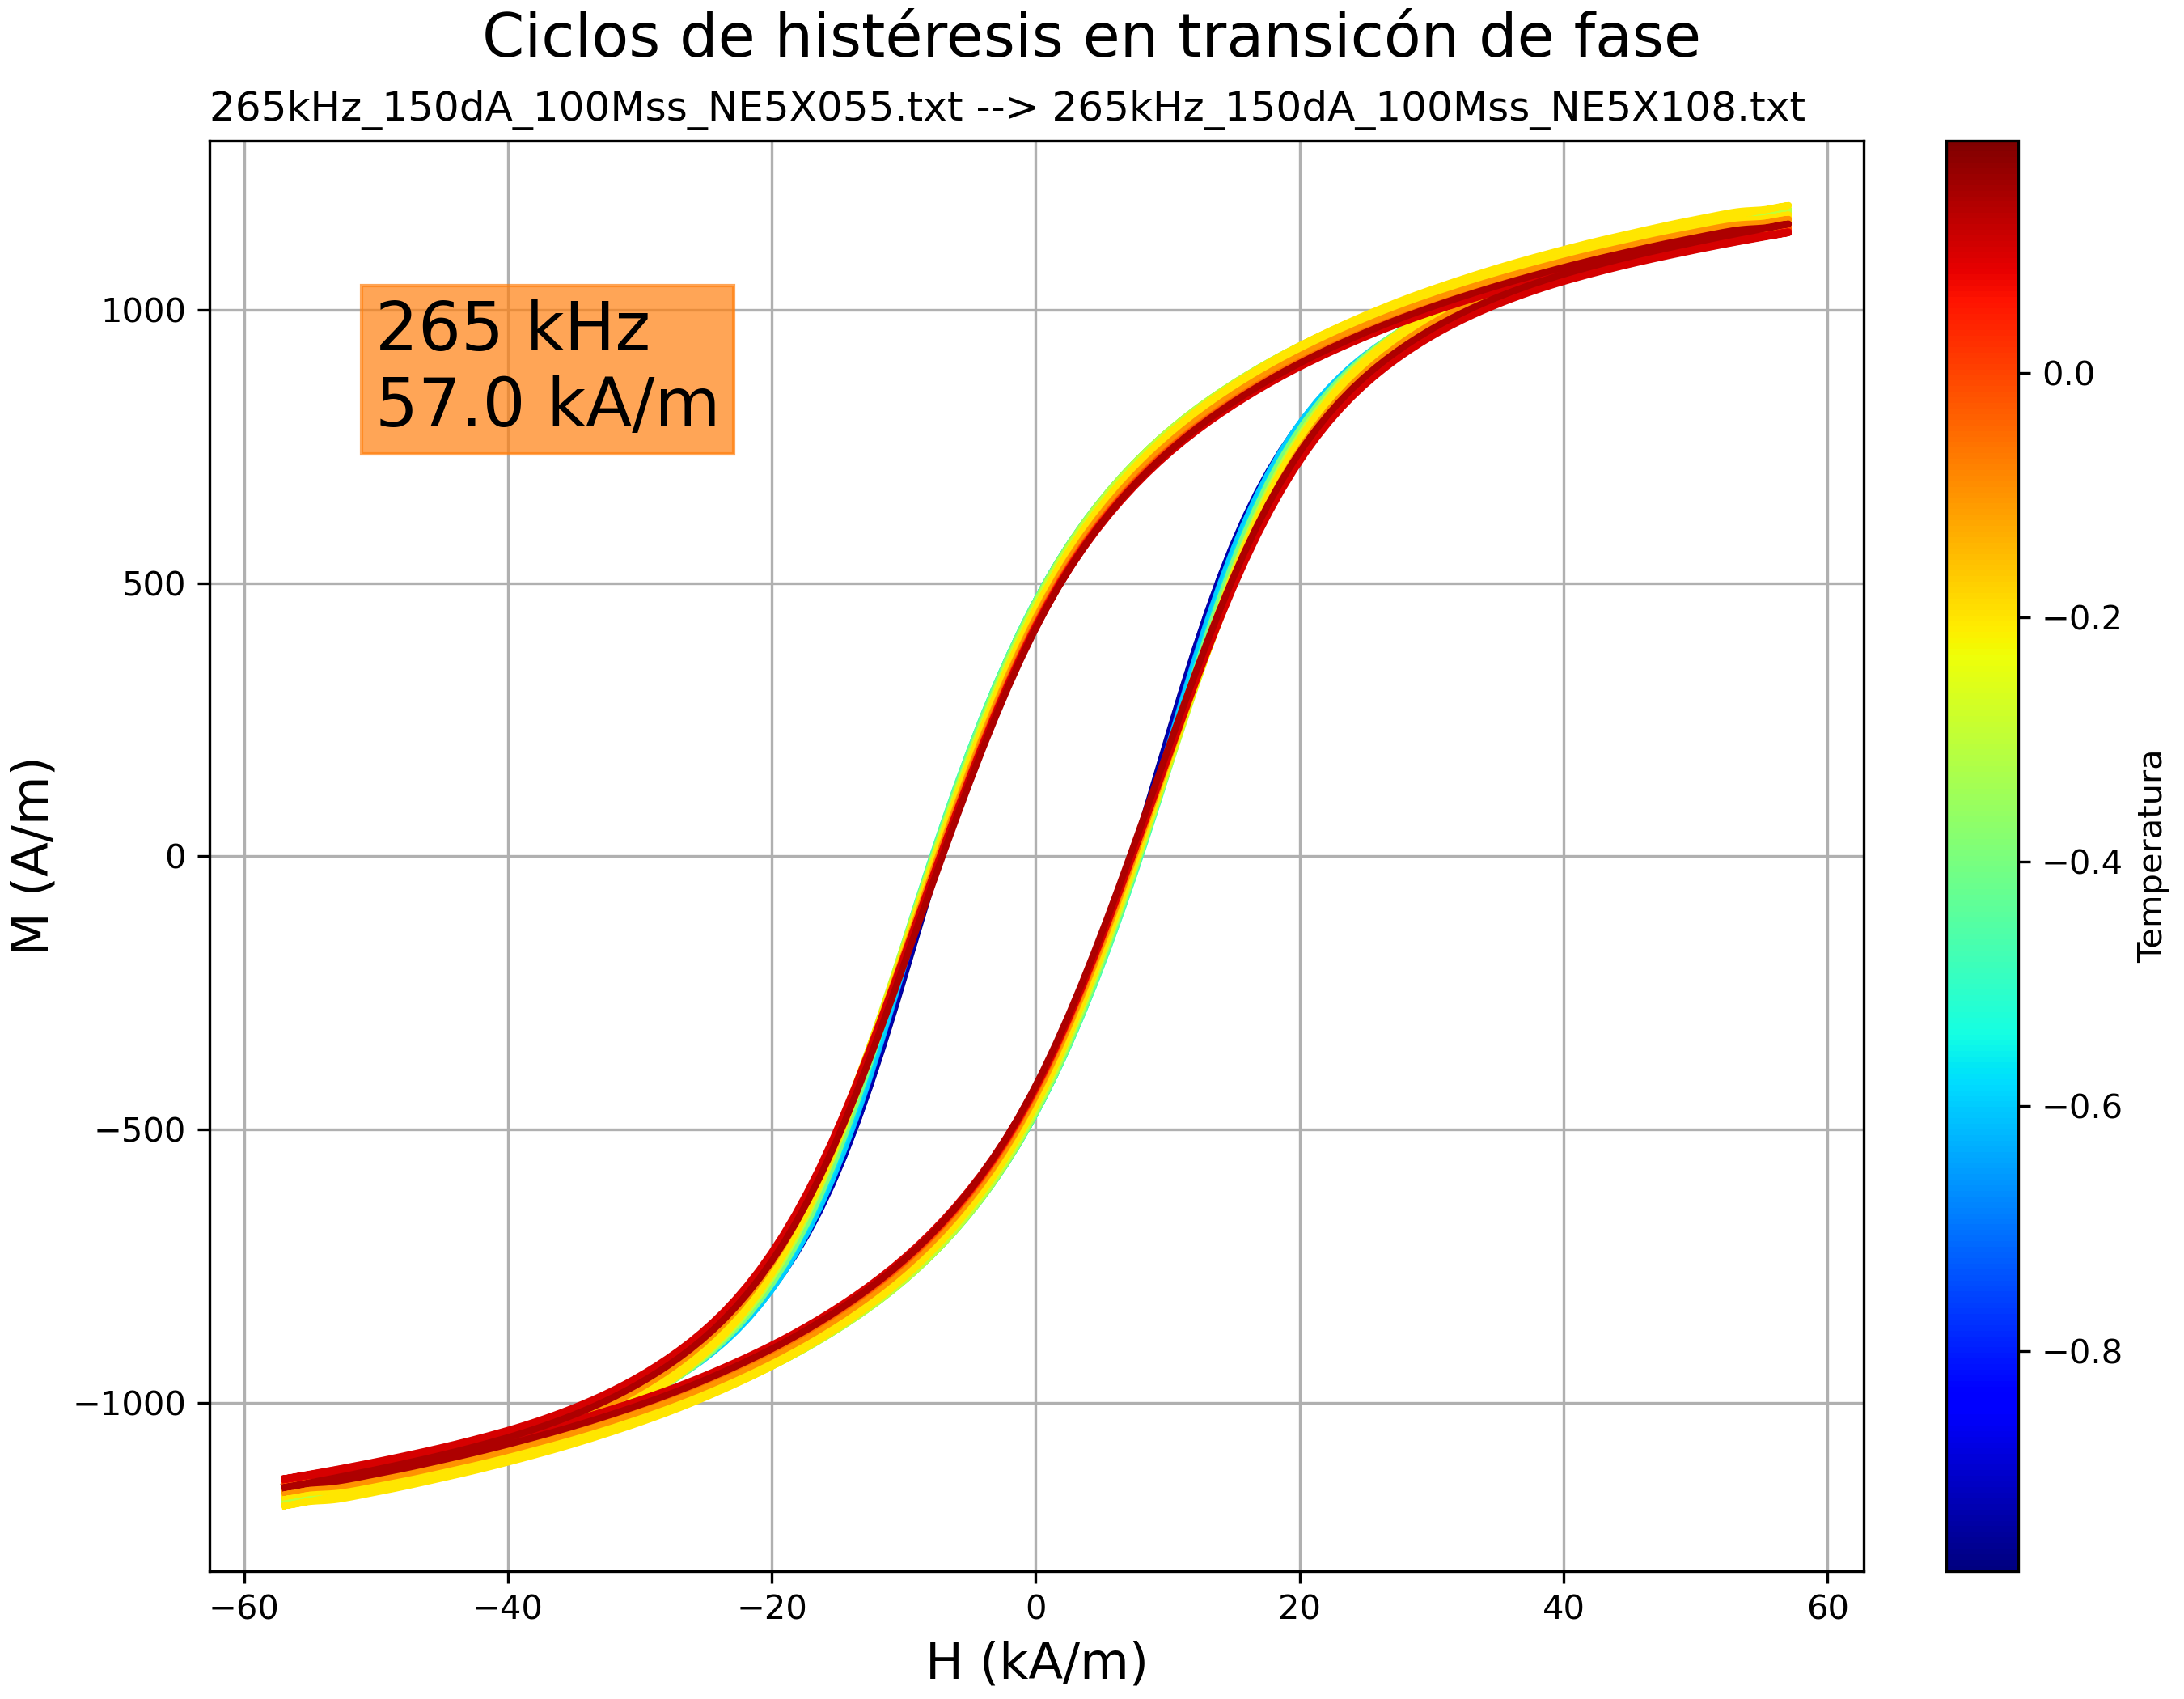 Ciclos de histéresis en transicón de fase
265kHz_150dA_100Mss_NE5X055.txt --> 265kHz_150dA_100Mss_NE5X108.txt
265 kHz
57.0 kA/m
M (A/m)
1000
500
0
−500
−1000
−60
−40
−20
0
20
40
60
H (kA/m)
0.0
−0.2
−0.4
−0.6
−0.8
Temperatura